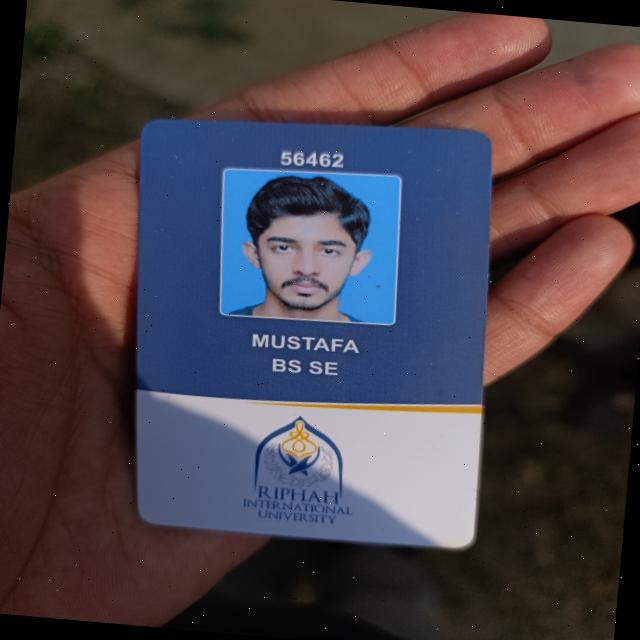 56462
MUSTAFA
BS SE
RIPHAH
INTERNATIONAL
UNIVERSITY